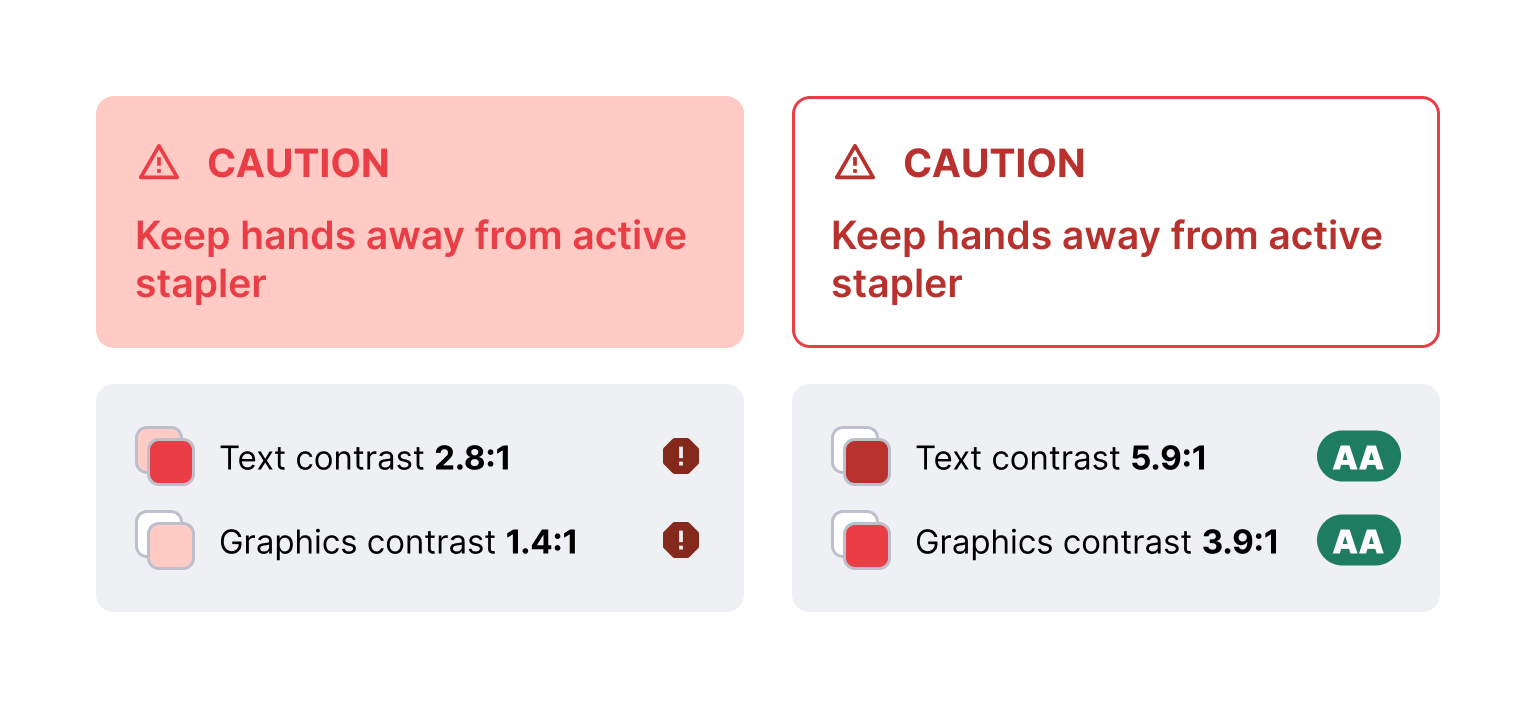 CAUTION
Keep hands away from active
stapler
Text contrast 2.8:1
Graphics contrast 1.4:1
CAUTION
Keep hands away from active
stapler
Text contrast 5.9:1 AA
Graphics contrast 3.9:1 AA